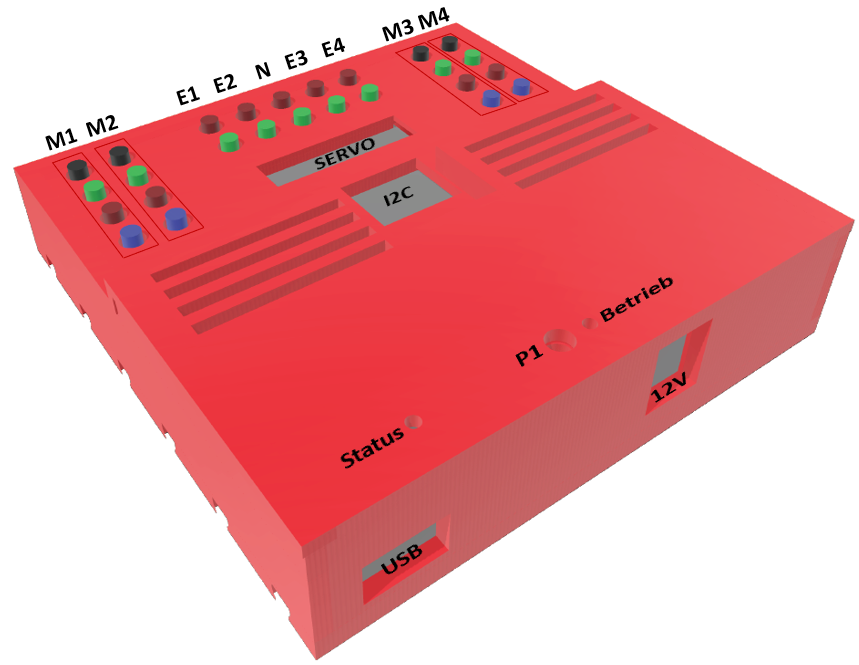 M1 M2
E1 E2 N E3 E4
M3 M4
SERVO
I2C
P1
Betrieb
12V
Status
USB